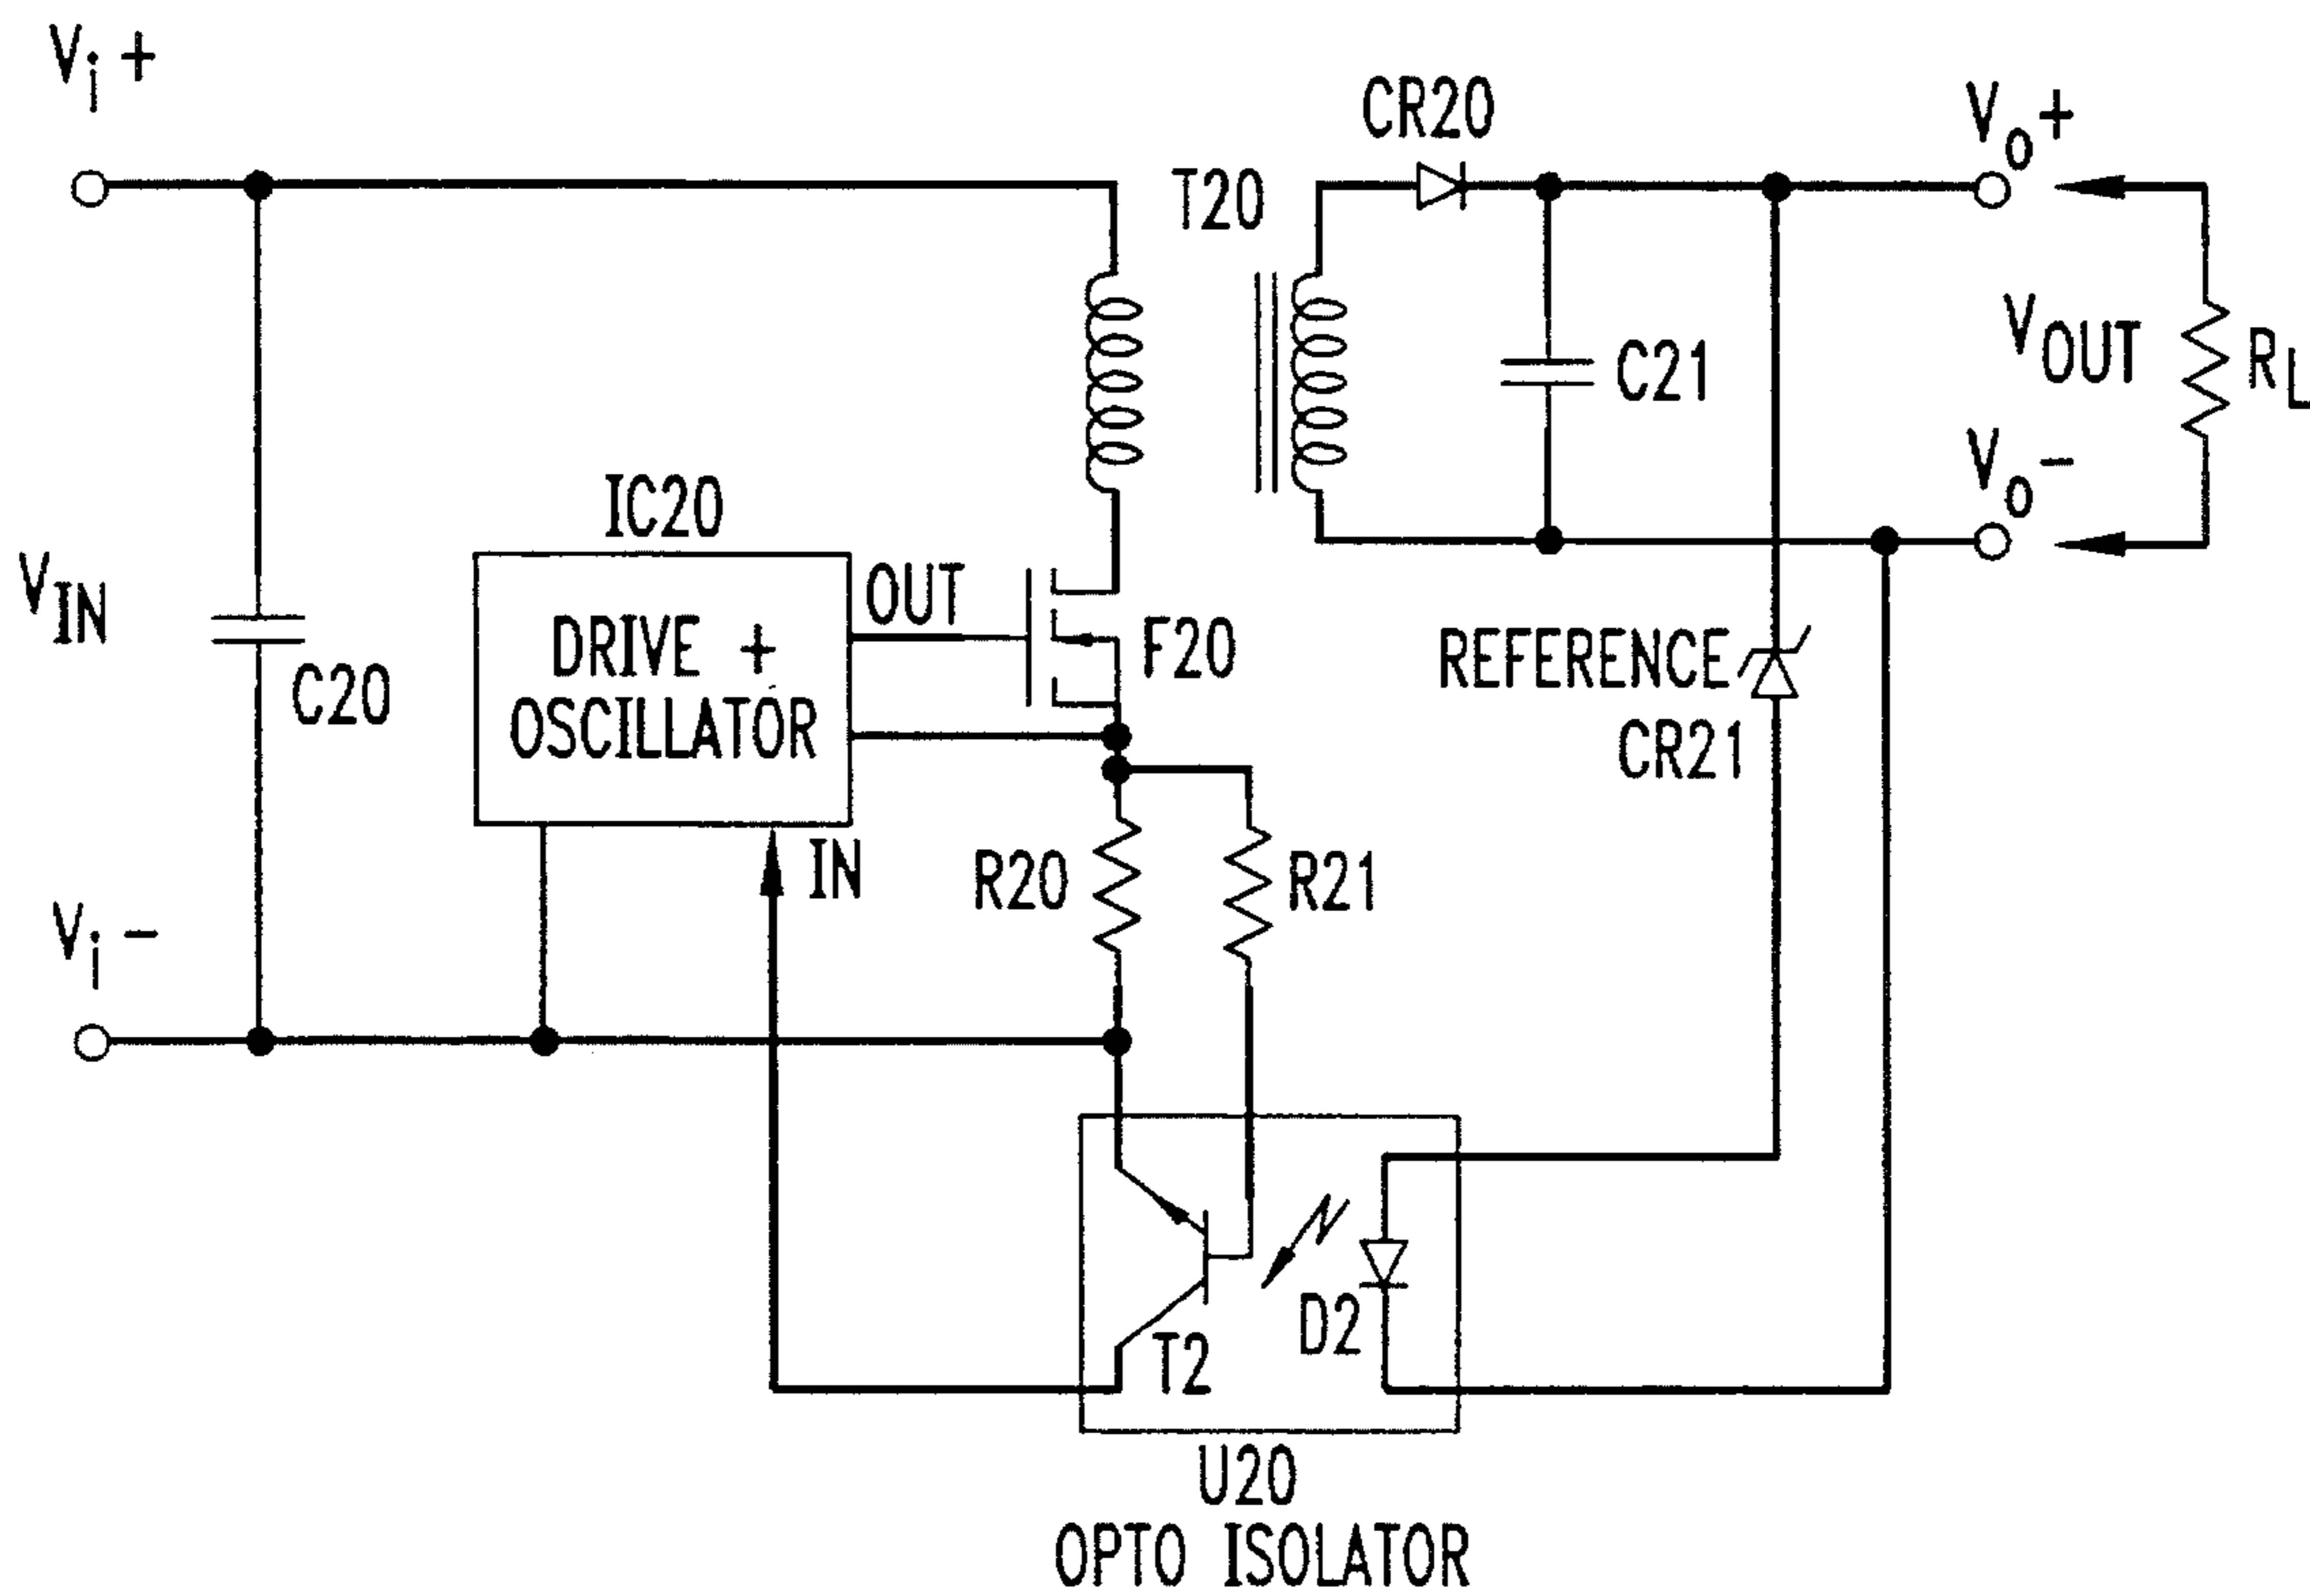 Vi +
CR20
Vo +
T20
VOUT
RL
C21
Vo -
IC20
VIN
OUT
DRIVE +
OSCILLATOR
F20
REFERENCE
CR21
C20
IN
R20
R21
Vi -
D2
T2
U20
OPTO ISOLATOR